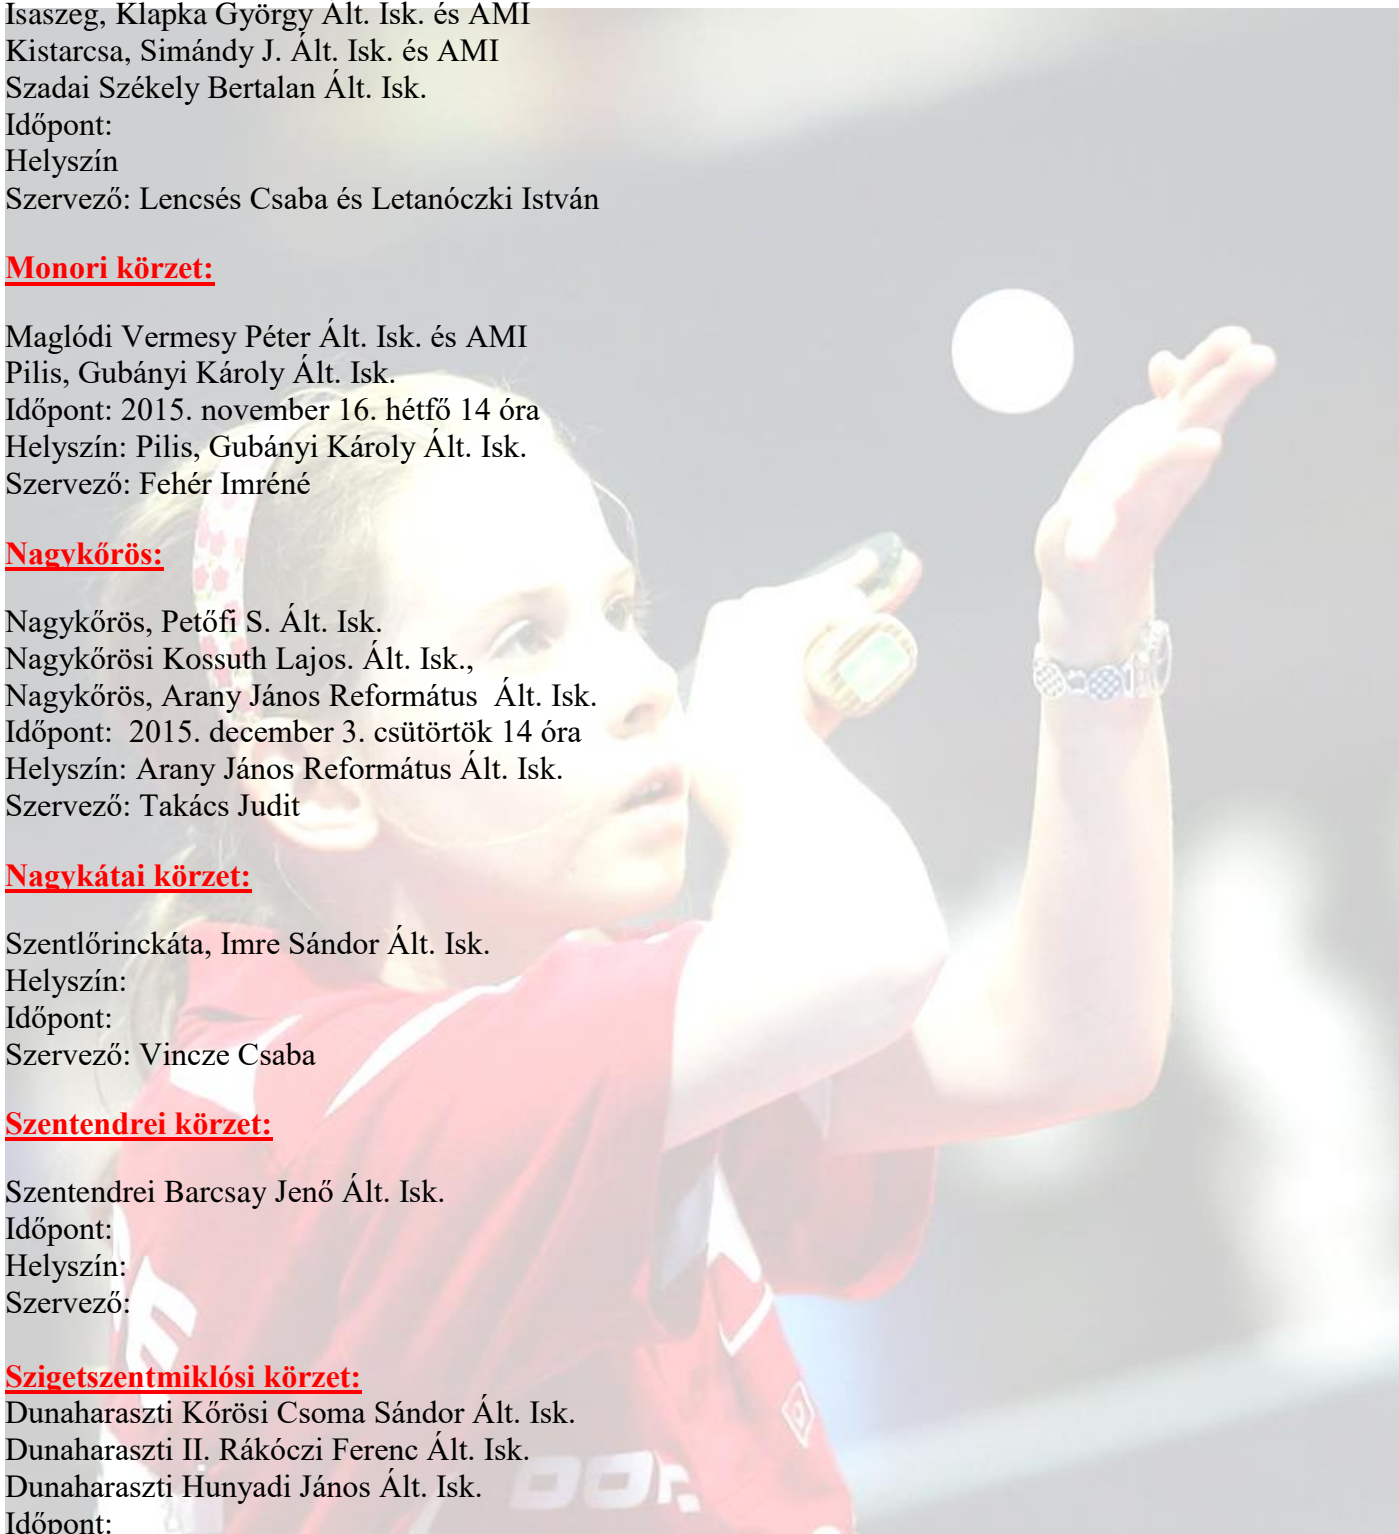 Isaszeg, Klapka György Ált. Isk. és AMI
Kistarcsa, Simándy J. Ált. Isk. és AMI
Szadai Székely Bertalan Ált. Isk.
Időpont:
Helyszín
Szervező: Lencsés Csaba és Letanóczki István
Monori körzet:
Maglódi Vermesy Péter Ált. Isk. és AMI
Pilis, Gubányi Károly Ált. Isk.
Időpont: 2015. november 16. hétfő 14 óra
Helyszín: Pilis, Gubányi Károly Ált. Isk.
Szervező: Fehér Imréné
Nagykőrös:
Nagykőrös, Petőfi S. Ált. Isk.
Nagykőrösi Kossuth Lajos. Ált. Isk.,
Nagykőrös, Arany János Református  Ált. Isk.
Időpont:  2015. december 3. csütörtök 14 óra
Helyszín: Arany János Református Ált. Isk.
Szervező: Takács Judit
Nagykátai körzet:
Szentlőrinckáta, Imre Sándor Ált. Isk.
Helyszín:
Időpont:
Szervező: Vincze Csaba
Szentendrei körzet:
Szentendrei Barcsay Jenő Ált. Isk.
Időpont:
Helyszín:
Szervező:
Szigetszentmiklósi körzet:
Dunaharaszti Kőrösi Csoma Sándor Ált. Isk.
Dunaharaszti II. Rákóczi Ferenc Ált. Isk.
Dunaharaszti Hunyadi János Ált. Isk.
Időpont: